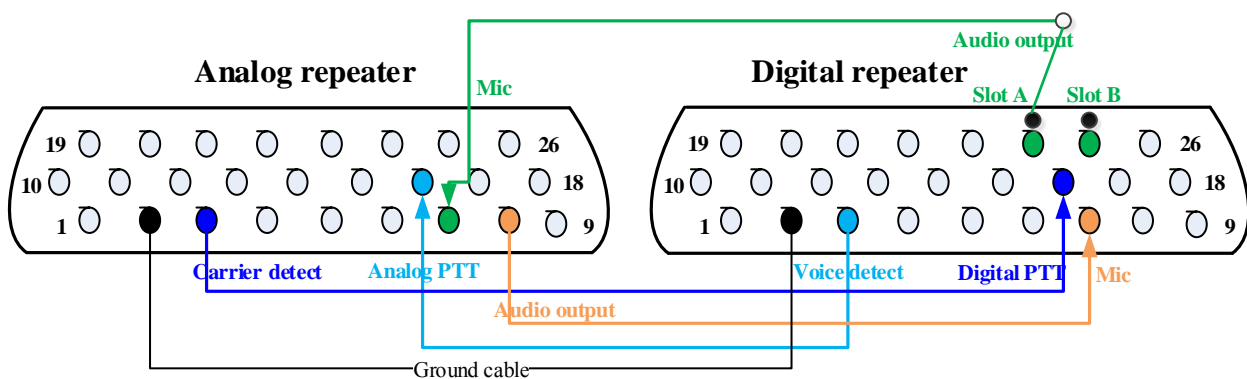 Audio output
Analog repeater
Digital repeater
Mic
Slot A
Slot B
19
26
19
26
10
18
10
18
1
9
1
9
Carrier detect
Analog PTT
Voice detect
Digital PTT
Mic
Audio output
Ground cable